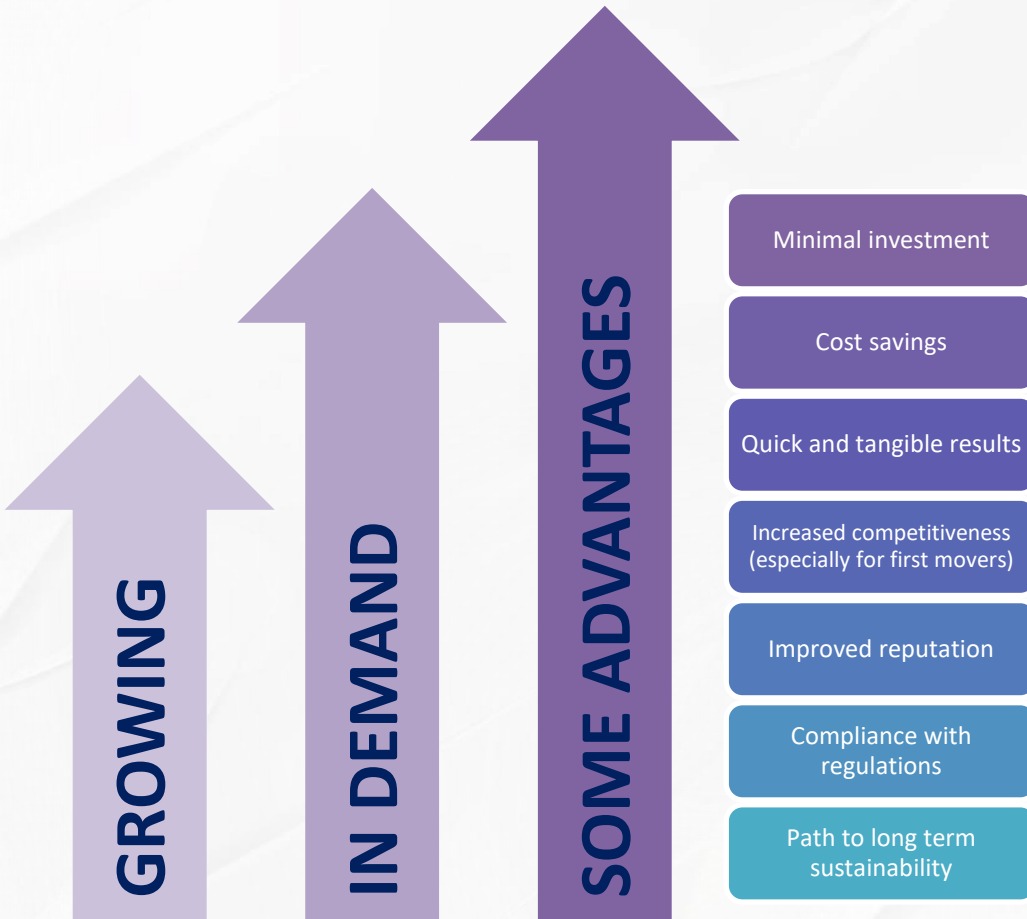 GROWING
IN DEMAND
SOME ADVANTAGES
Minimal investment
Cost savings
Quick and tangible results
Increased competitiveness
(especially for first movers)
Improved reputation
Compliance with
regulations
Path to long term
sustainability